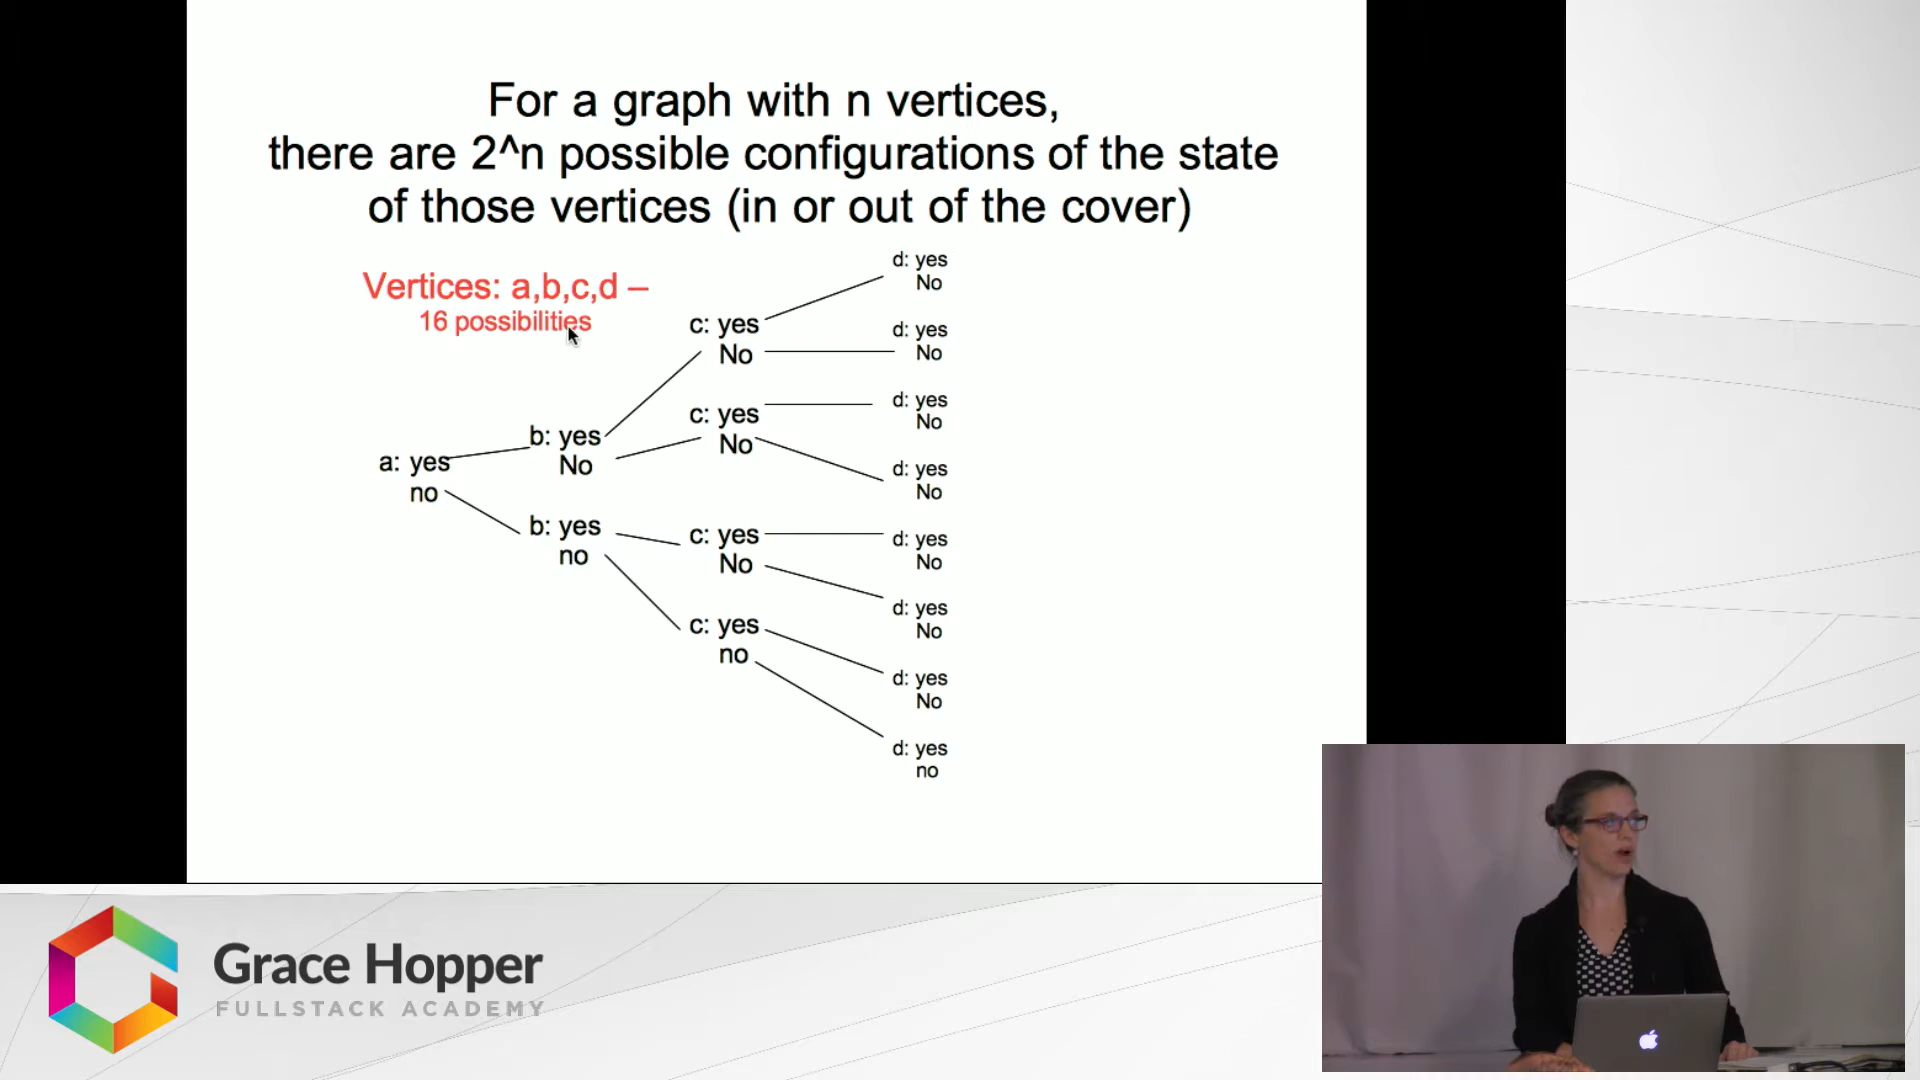 For a graph with n vertices,
there are 2^n possible configurations of the state
of those vertices (in or out of the cover)
Vertices: a,b,c,d –
16 possibilities
a: yes
no
b: yes
No
b: yes
no
c: yes
No
c: yes
No
c: yes
No
c: yes
no
d: yes
No
d: yes
No
d: yes
No
d: yes
No
d: yes
No
d: yes
No
d: yes
No
d: yes
no
Grace Hopper
FULLSTACK ACADEMY